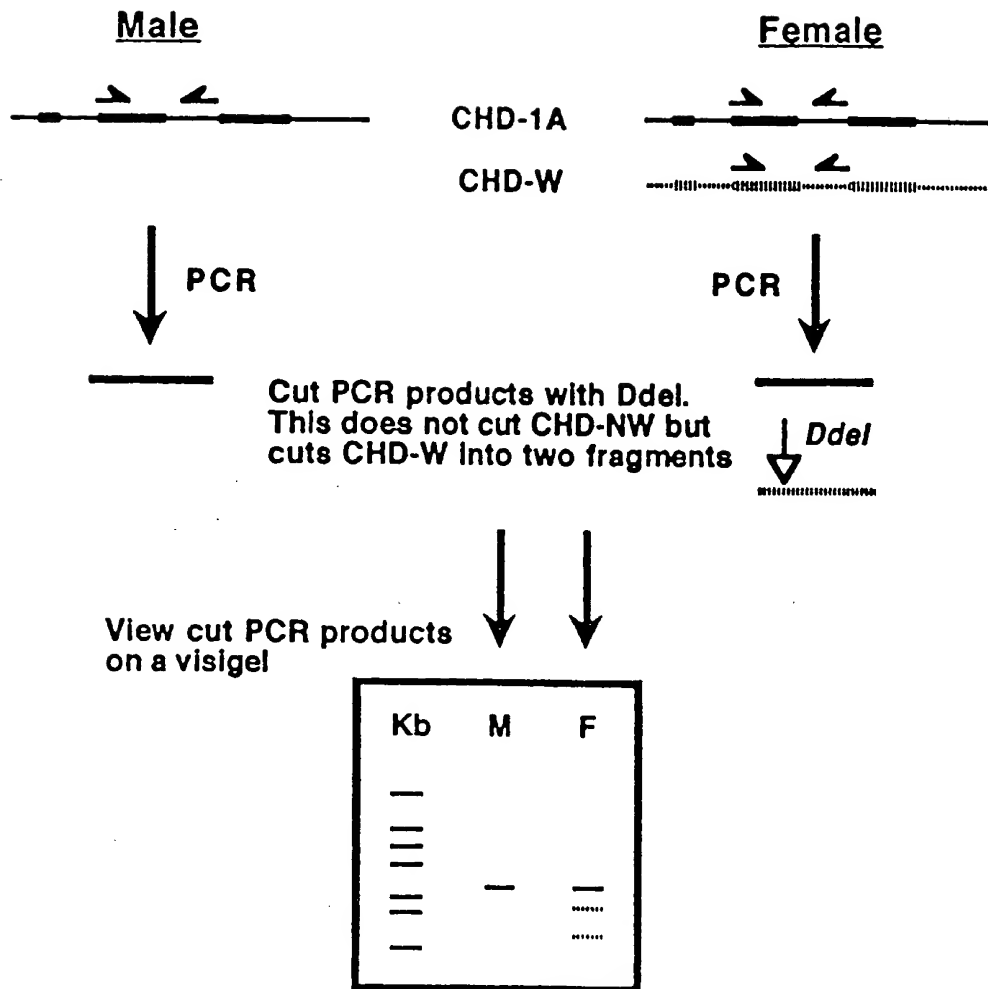 Male
Female
CHD-1A
CHD-W
PCR
PCR
Cut PCR products with DdeI.
This does not cut CHD-NW but
cuts CHD-W into two fragments
DdeI
View cut PCR products
on a visigel
Kb M F